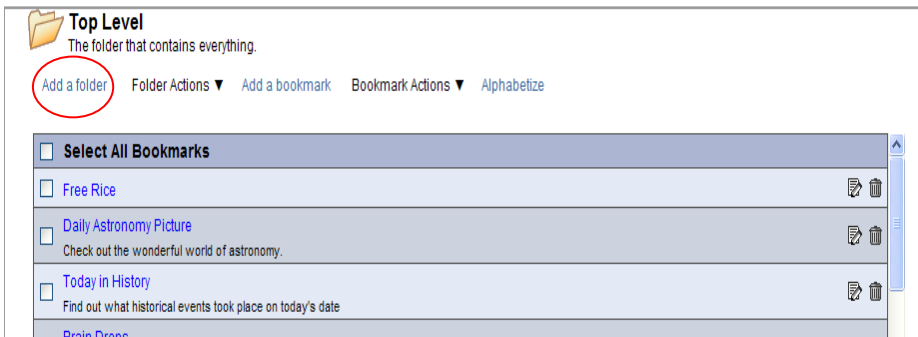 Top Level
The folder that contains everything.
Add a folder Folder Actions ▼ Add a bookmark Bookmark Actions ▼ Alphabetize
Select All Bookmarks
Free Rice
Daily Astronomy Picture
Check out the wonderful world of astronomy.
Today in History
Find out what historical events took place on today's date
Brain Drops